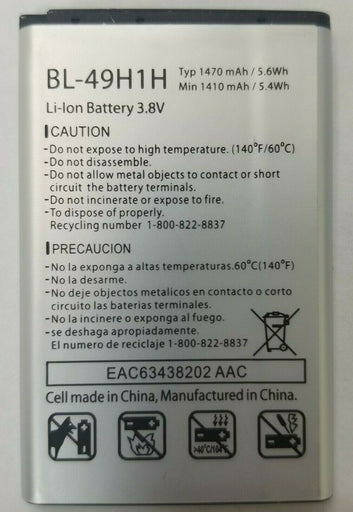 BL-49H1H
Typ 1470 mAh / 5.6Wh
Min 1410 mAh / 5.4Wh
Li-Ion Battery 3.8V
CAUTION
-Do not expose to high temperature. (140°F/60°C)
-Do not disassemble.
-Do not allow metal objects to contact or short
circuit the battery terminals.
-Do not incinerate or expose to fire.
-To dispose of properly.
Recycling number 1-800-822-8837
PRECAUCION
-No la exponga a altas temperaturas.60°C(140°F)
-No la desarme.
-No deje objectos metalicos en contacto o corto
circuito las baterias terminales.
-No la incinere o exponga al fuego.
-se deshaga apropiadamente.
El numero de reciclaje 1-800-822-8837
EAC63438202 AAC
Cell made in China, Manufactured in China.